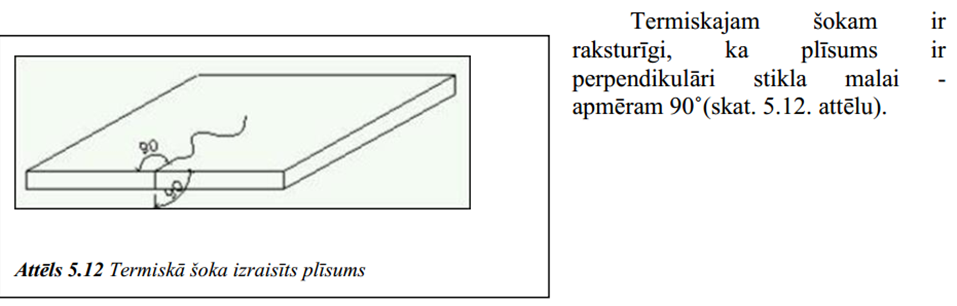 Termiskajam šokam ir
raksturīgi, ka plīsums ir
perpendikulāri stikla malai -
apmēram 90˚(skat. 5.12. attēlu).
90
90
Attēls 5.12 Termiskā šoka izraisīts plīsums